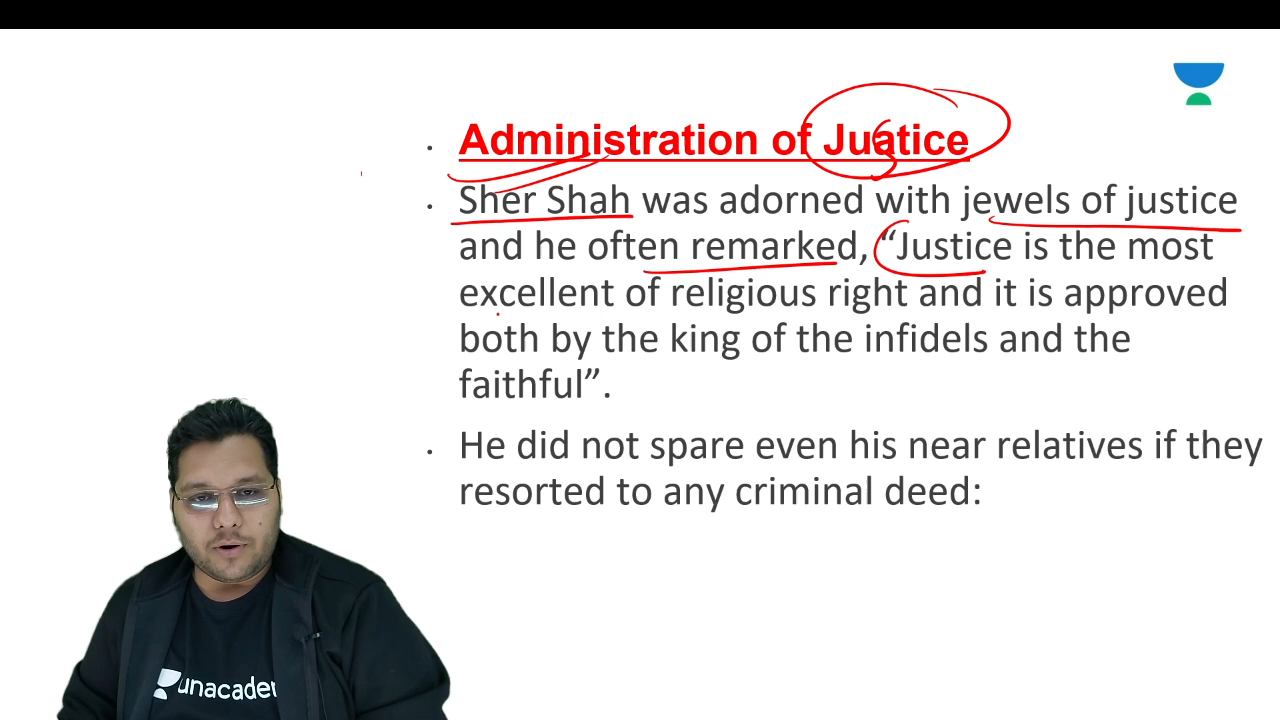 Administration of Juatice
Sher Shah was adorned with jewels of justice
and he often remarked, “Justice is the most
excellent of religious right and it is approved
both by the king of the infidels and the
faithful”.
He did not spare even his near relatives if they
resorted to any criminal deed:
unacade